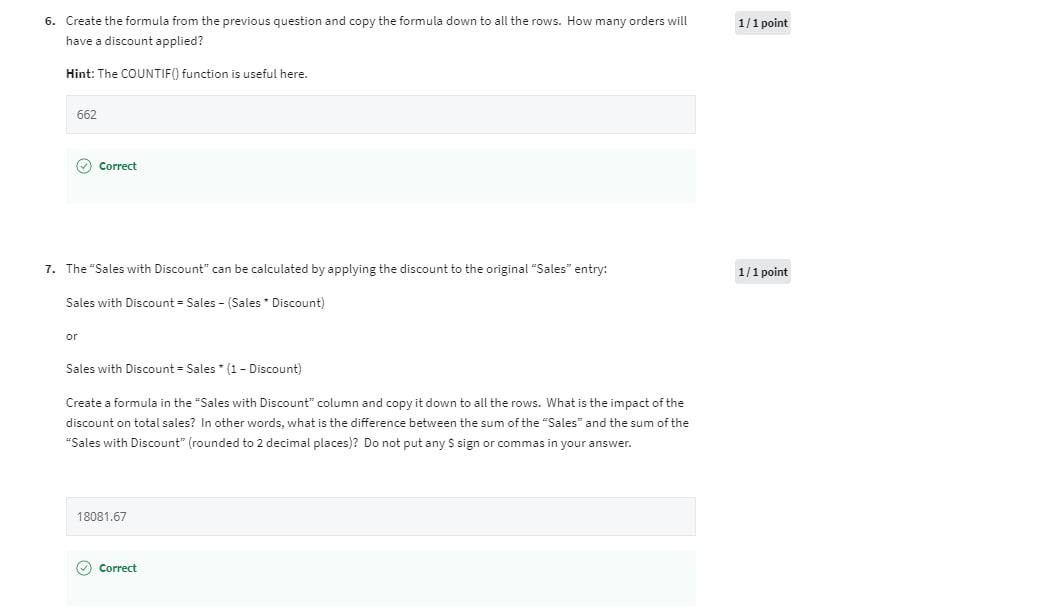 6. Create the formula from the previous question and copy the formula down to all the rows. How many orders will
have a discount applied?
1 / 1 point
Hint: The COUNTIF() function is useful here.
662
Correct
7. The “Sales with Discount” can be calculated by applying the discount to the original “Sales” entry:
1 / 1 point
Sales with Discount = Sales – (Sales * Discount)
or
Sales with Discount = Sales * (1 – Discount)
Create a formula in the “Sales with Discount” column and copy it down to all the rows. What is the impact of the
discount on total sales? In other words, what is the difference between the sum of the “Sales” and the sum of the
“Sales with Discount” (rounded to 2 decimal places)? Do not put any $ sign or commas in your answer.
18081.67
Correct